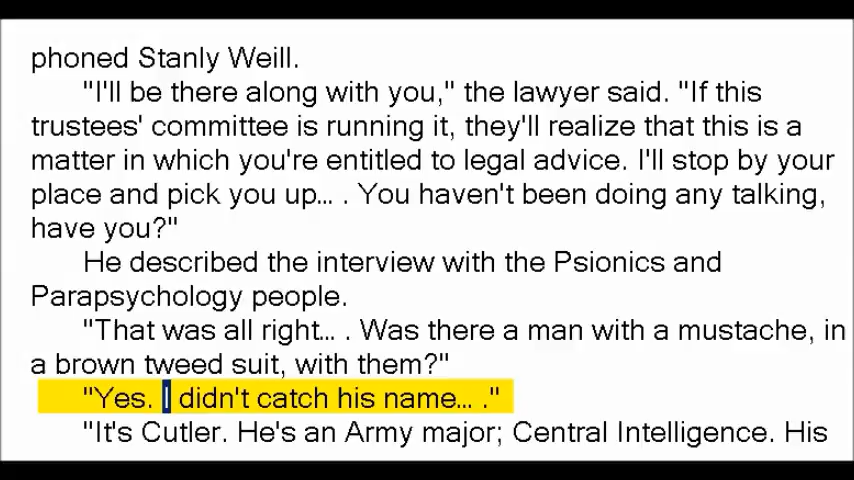 phoned Stanly Weill.
"I'll be there along with you," the lawyer said. "If this
trustees' committee is running it, they'll realize that this is a
matter in which you're entitled to legal advice. I'll stop by your
place and pick you up... . You haven't been doing any talking,
have you?"
He described the interview with the Psionics and
Parapsychology people.
"That was all right... . Was there a man with a mustache, in
a brown tweed suit, with them?"
"Yes. I didn't catch his name... ."
"It's Cutler. He's an Army major; Central Intelligence. His